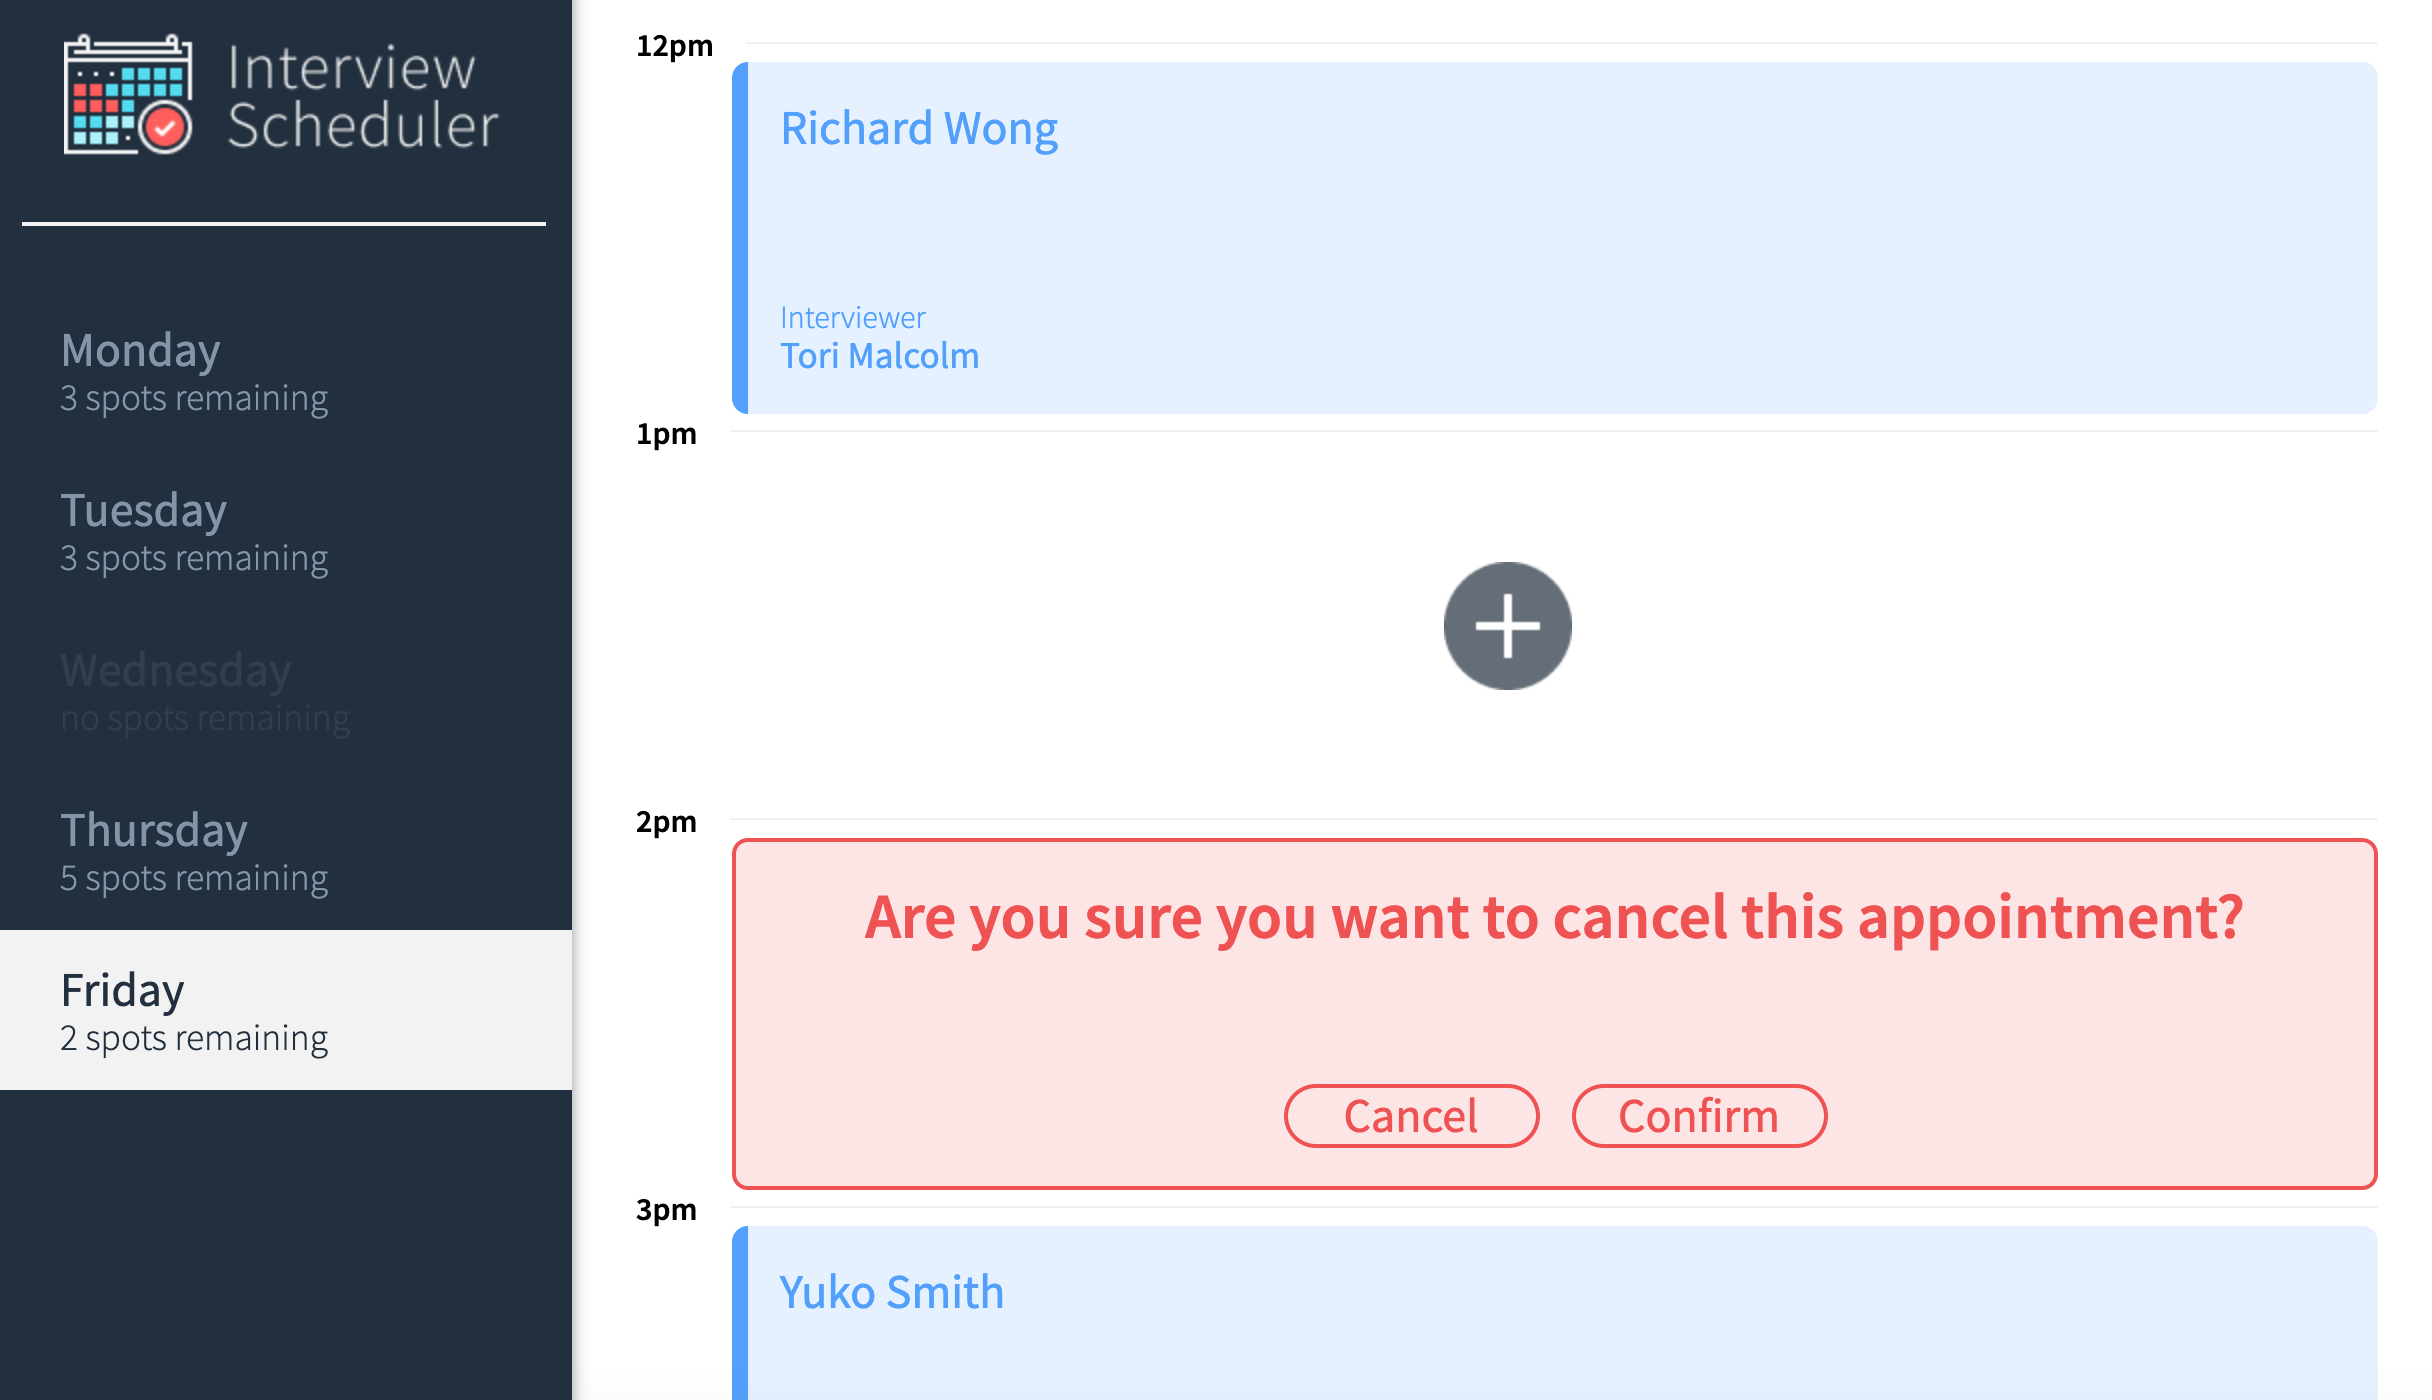 Interview
Scheduler
Monday
3 spots remaining
Tuesday
3 spots remaining
Wednesday
no spots remaining
Thursday
5 spots remaining
Friday
2 spots remaining
12pm
Richard Wong
Interviewer
Tori Malcolm
1pm
2pm
Are you sure you want to cancel this appointment?
Cancel Confirm
3pm
Yuko Smith